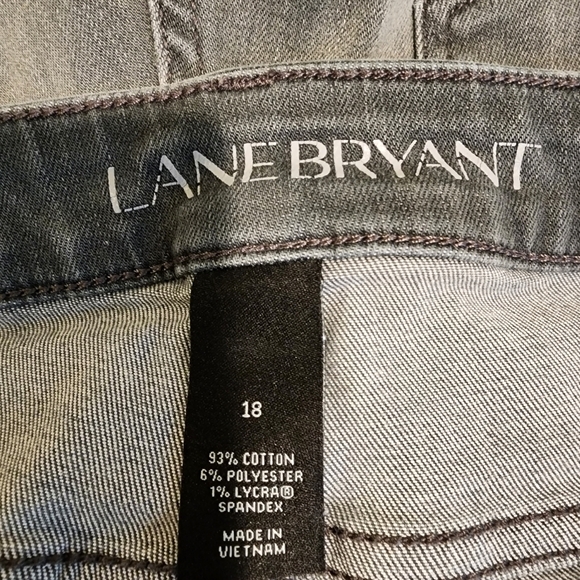 LANE BRYANT
18
93% COTTON
6% POLYESTER
1% LYCRA®
SPANDEX
MADE IN
VIETNAM